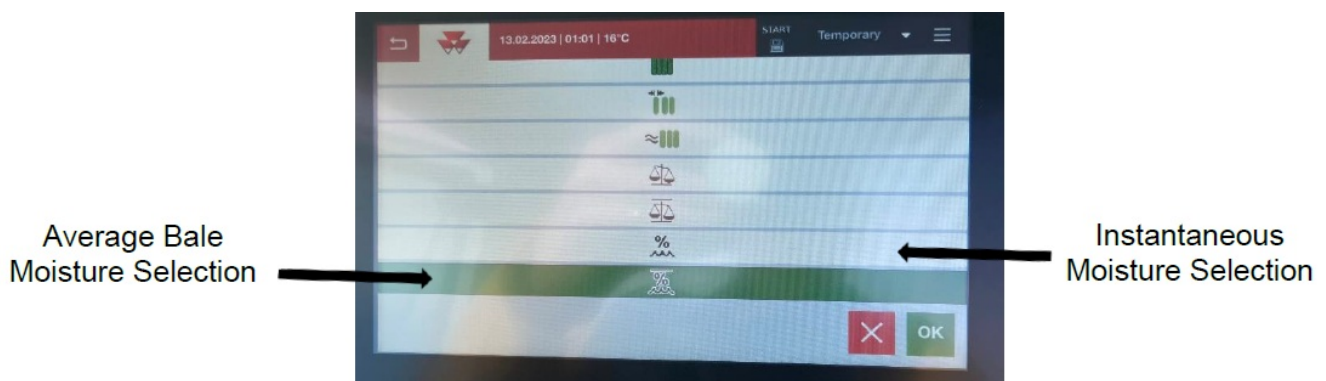 13.02.2023 | 01:01 | 16°C
START
Temporary
%
%
OK
Average Bale
Moisture Selection
Instantaneous
Moisture Selection